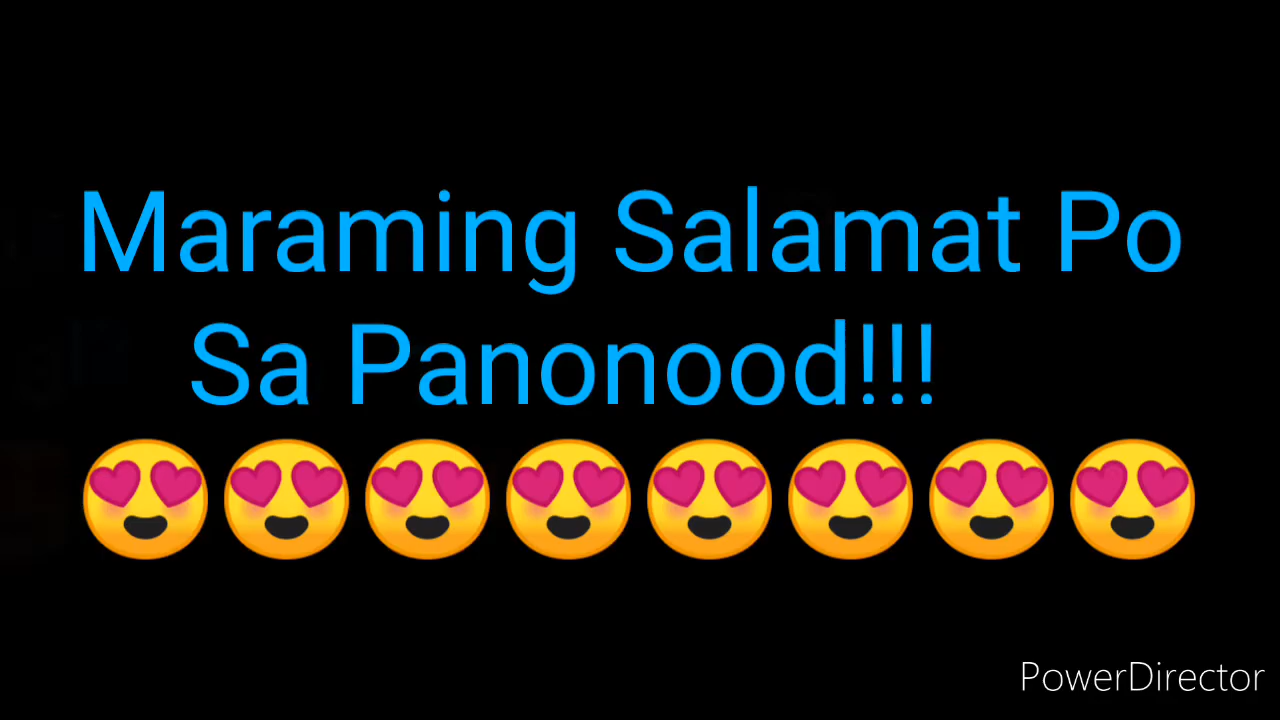 Maraming Salamat Po
Sa Panonood!!!
😍😍😍😍😍😍😍😍
PowerDirector